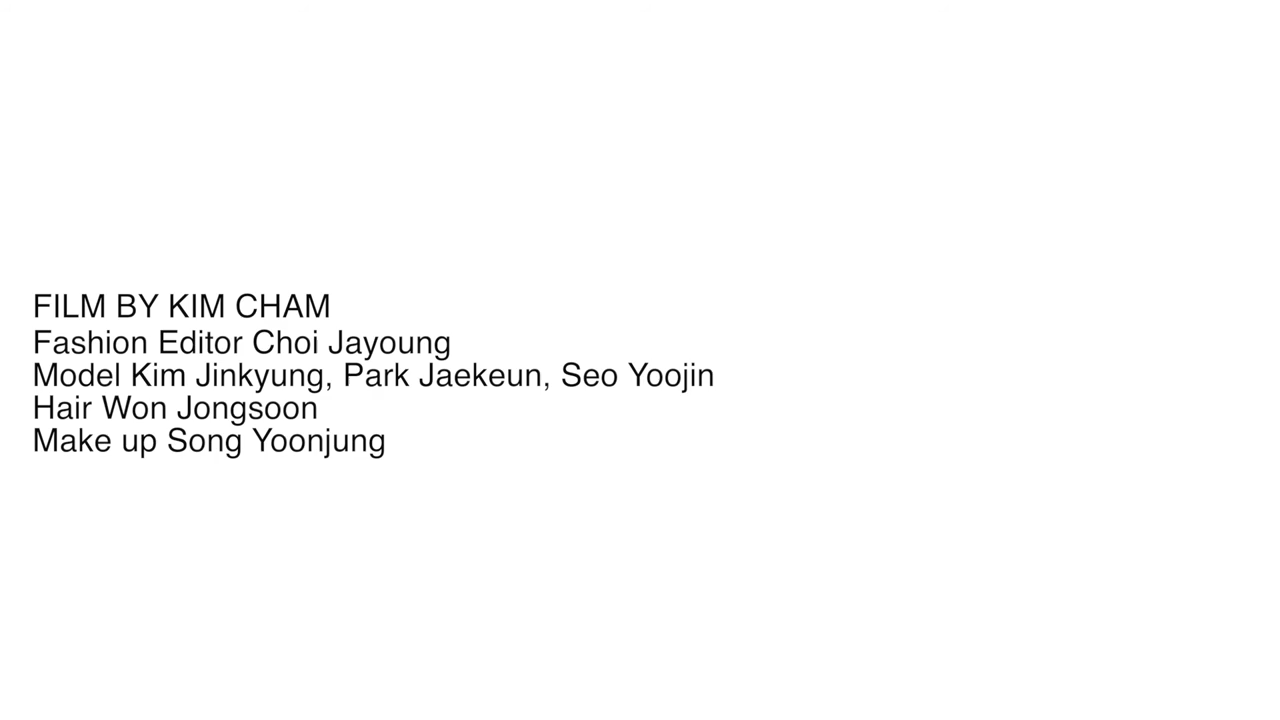 FILM BY KIM CHAM
Fashion Editor Choi Jayoung
Model Kim Jinkyung, Park Jaekeun, Seo Yoojin
Hair Won Jongsoon
Make up Song Yoonjung